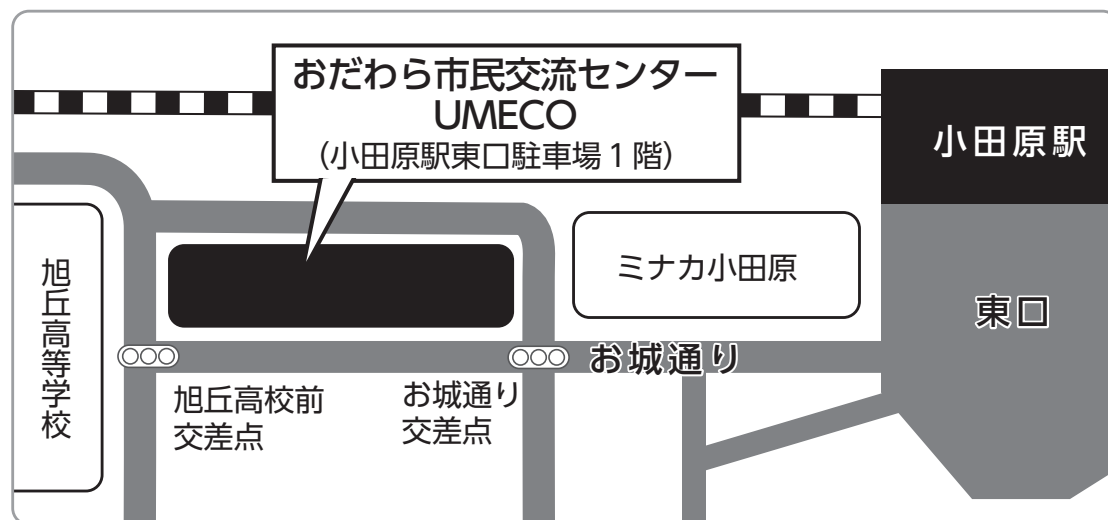 おだわら市民交流センター
UMECO
(小田原駅東口駐車場1階)
小田原駅
ミナカ小田原
東口
旭丘高等学校
お城通り
旭丘高校前
交差点
お城通り
交差点